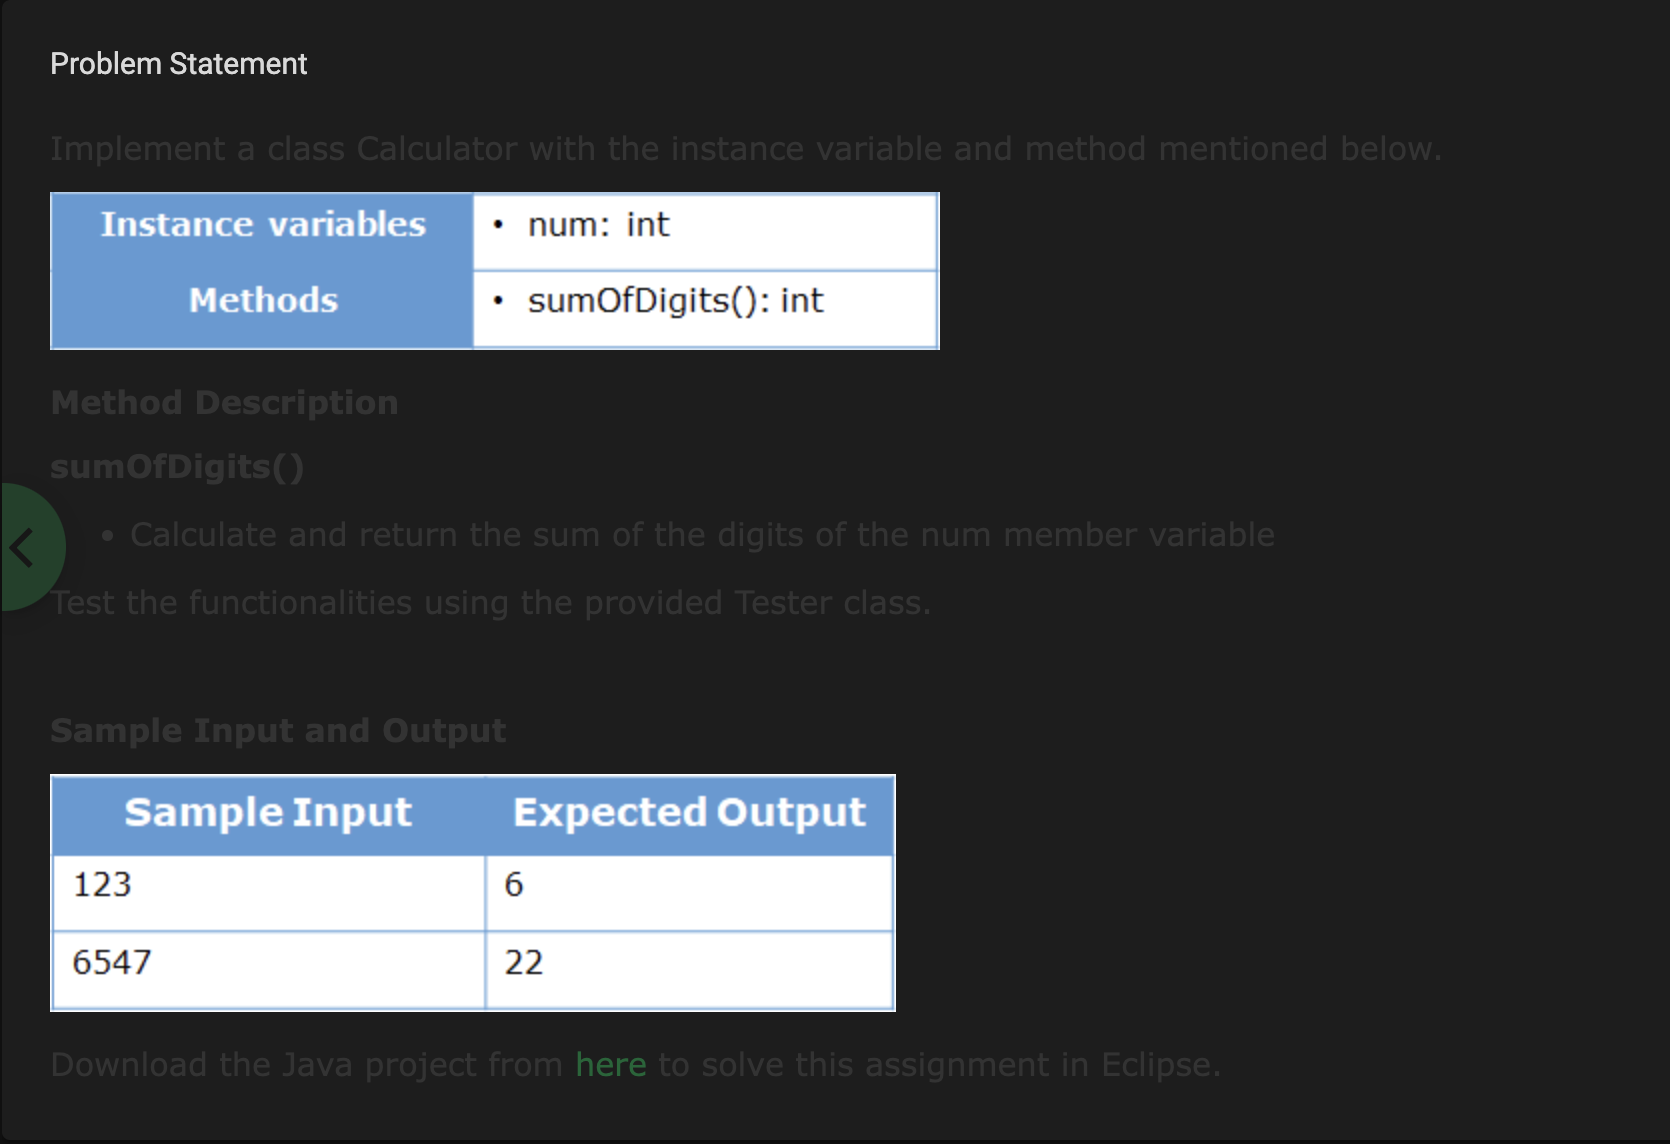 Problem Statement
Implement a class Calculator with the instance variable and method mentioned below.
Instance variables • num: int
Methods • sumOfDigits(): int
Method Description
sumOfDigits()
• Calculate and return the sum of the digits of the num member variable
Test the functionalities using the provided Tester class.
Sample Input and Output
Sample Input Expected Output
123 6
6547 22
Download the Java project from here to solve this assignment in Eclipse.